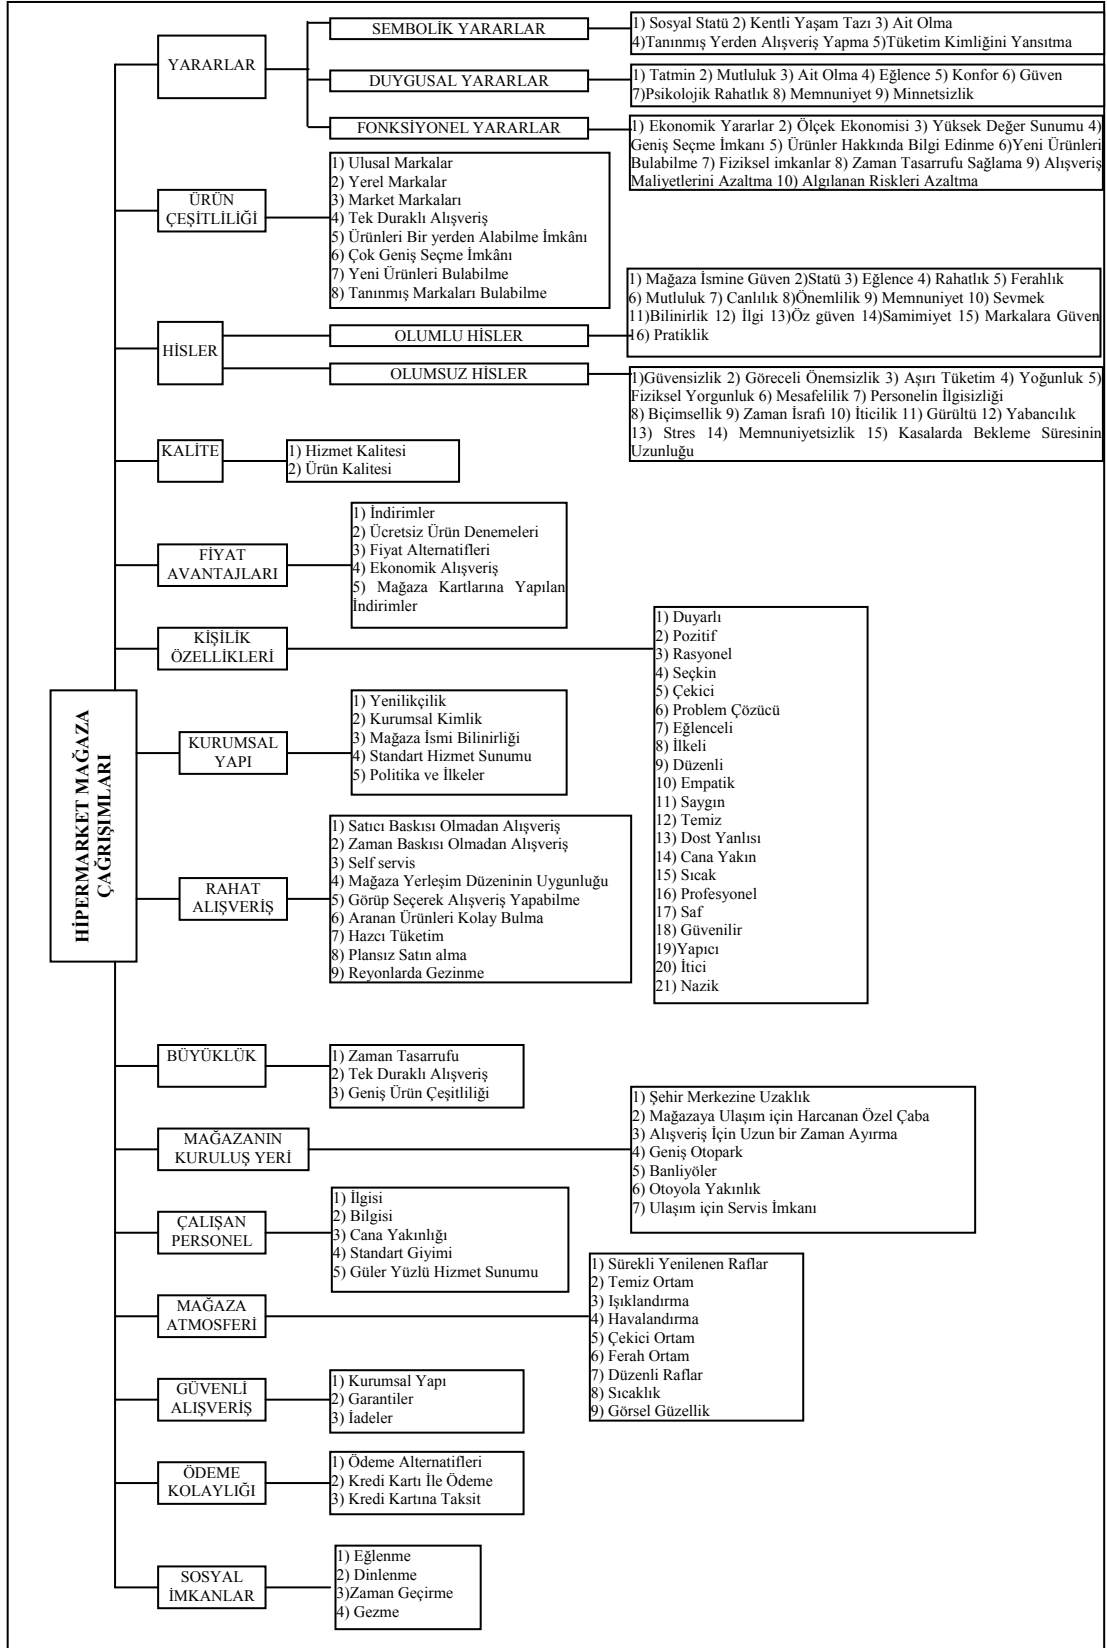 SEMBOLİK YARARLAR
1) Sosyal Statü 2) Kentli Yaşam Tazı 3) Ait Olma
4)Tanınmış Yerden Alışveriş Yapma 5)Tüketim Kimliğini Yansıtma
YARARLAR
DUYGUSAL YARARLAR
1) Tatmin 2) Mutluluk 3) Ait Olma 4) Eğlence 5) Konfor 6) Güven
7)Psikolojik Rahatlık 8) Memnuniyet 9) Minnetsizlik
FONKSİYONEL YARARLAR
1) Ekonomik Yararlar 2) Ölçek Ekonomisi 3) Yüksek Değer Sunumu 4)
Geniş Seçme İmkanı 5) Ürünler Hakkında Bilgi Edinme 6)Yeni Ürünleri
Bulabilme 7) Fiziksel imkanlar 8) Zaman Tasarrufu Sağlama 9) Alışveriş
Maliyetlerini Azaltma 10) Algılanan Riskleri Azaltma
ÜRÜN
ÇEŞİTLİLİĞİ
1) Ulusal Markalar
2) Yerel Markalar
3) Market Markaları
4) Tek Duraklı Alışveriş
5) Ürünleri Bir yerden Alabilme İmkânı
6) Çok Geniş Seçme İmkânı
7) Yeni Ürünleri Bulabilme
8) Tanınmış Markaları Bulabilme
HİSLER
OLUMLU HİSLER
1) Mağaza İsmine Güven 2)Statü 3) Eğlence 4) Rahatlık 5) Ferahlık
6) Mutluluk 7) Canlılık 8)Önemlilik 9) Memnuniyet 10) Sevmek
11)Bilinirlik 12) İlgi 13)Öz güven 14)Samimiyet 15) Markalara Güven
16) Pratiklik
OLUMSUZ HİSLER
1)Güvensizlik 2) Göreceli Önemsizlik 3) Aşırı Tüketim 4) Yoğunluk 5)
Fiziksel Yorgunluk 6) Mesafelilik 7) Personelin İlgisizliği
8) Biçimsellik 9) Zaman İsrafı 10) İticilik 11) Gürültü 12) Yabancılık
13) Stres 14) Memnuniyetsizlik 15) Kasalarda Bekleme Süresinin
Uzunluğu
KALİTE
1) Hizmet Kalitesi
2) Ürün Kalitesi
FİYAT
AVANTAJLARI
1) İndirimler
2) Ücretsiz Ürün Denemeleri
3) Fiyat Alternatifleri
4) Ekonomik Alışveriş
5) Mağaza Kartlarına Yapılan
İndirimler
KİŞİLİK
ÖZELLİKLERİ
1) Duyarlı
2) Pozitif
3) Rasyonel
4) Seçkin
5) Çekici
6) Problem Çözücü
7) Eğlenceli
8) İlkeli
9) Düzenli
10) Empatik
11) Saygın
12) Temiz
13) Dost Yanlısı
14) Cana Yakın
15) Sıcak
16) Profesyonel
17) Saf
18) Güvenilir
19)Yapıcı
20) İtici
21) Nazik
HİPERMARKET MAĞAZA
ÇAĞRIŞIMLARI
KURUMSAL
YAPI
1) Yenilikçilik
2) Kurumsal Kimlik
3) Mağaza İsmi Bilinirliği
4) Standart Hizmet Sunumu
5) Politika ve İlkeler
RAHAT
ALIŞVERİŞ
1) Satıcı Baskısı Olmadan Alışveriş
2) Zaman Baskısı Olmadan Alışveriş
3) Self servis
4) Mağaza Yerleşim Düzeninin Uygunluğu
5) Görüp Seçerek Alışveriş Yapabilme
6) Aranan Ürünleri Kolay Bulma
7) Hazcı Tüketim
8) Plansız Satın alma
9) Reyonlarda Gezinme
BÜYÜKLÜK
1) Zaman Tasarrufu
2) Tek Duraklı Alışveriş
3) Geniş Ürün Çeşitliliği
MAĞAZANIN
KURULUŞ YERİ
1) Şehir Merkezine Uzaklık
2) Mağazaya Ulaşım için Harcanan Özel Çaba
3) Alışveriş İçin Uzun bir Zaman Ayırma
4) Geniş Otopark
5) Banliyöler
6) Otoyola Yakınlık
7) Ulaşım için Servis İmkanı
ÇALIŞAN
PERSONEL
1) İlgisi
2) Bilgisi
3) Cana Yakınlığı
4) Standart Giyimi
5) Güler Yüzlü Hizmet Sunumu
MAĞAZA
ATMOSFERİ
1) Sürekli Yenilenen Raflar
2) Temiz Ortam
3) Işıklandırma
4) Havalandırma
5) Çekici Ortam
6) Ferah Ortam
7) Düzenli Raflar
8) Sıcaklık
9) Görsel Güzellik
GÜVENLİ
ALIŞVERİŞ
1) Kurumsal Yapı
2) Garantiler
3) İadeler
ÖDEME
KOLAYLIĞI
1) Ödeme Alternatifleri
2) Kredi Kartı İle Ödeme
3) Kredi Kartına Taksit
SOSYAL
İMKANLAR
1) Eğlenme
2) Dinlenme
3)Zaman Geçirme
4) Gezme